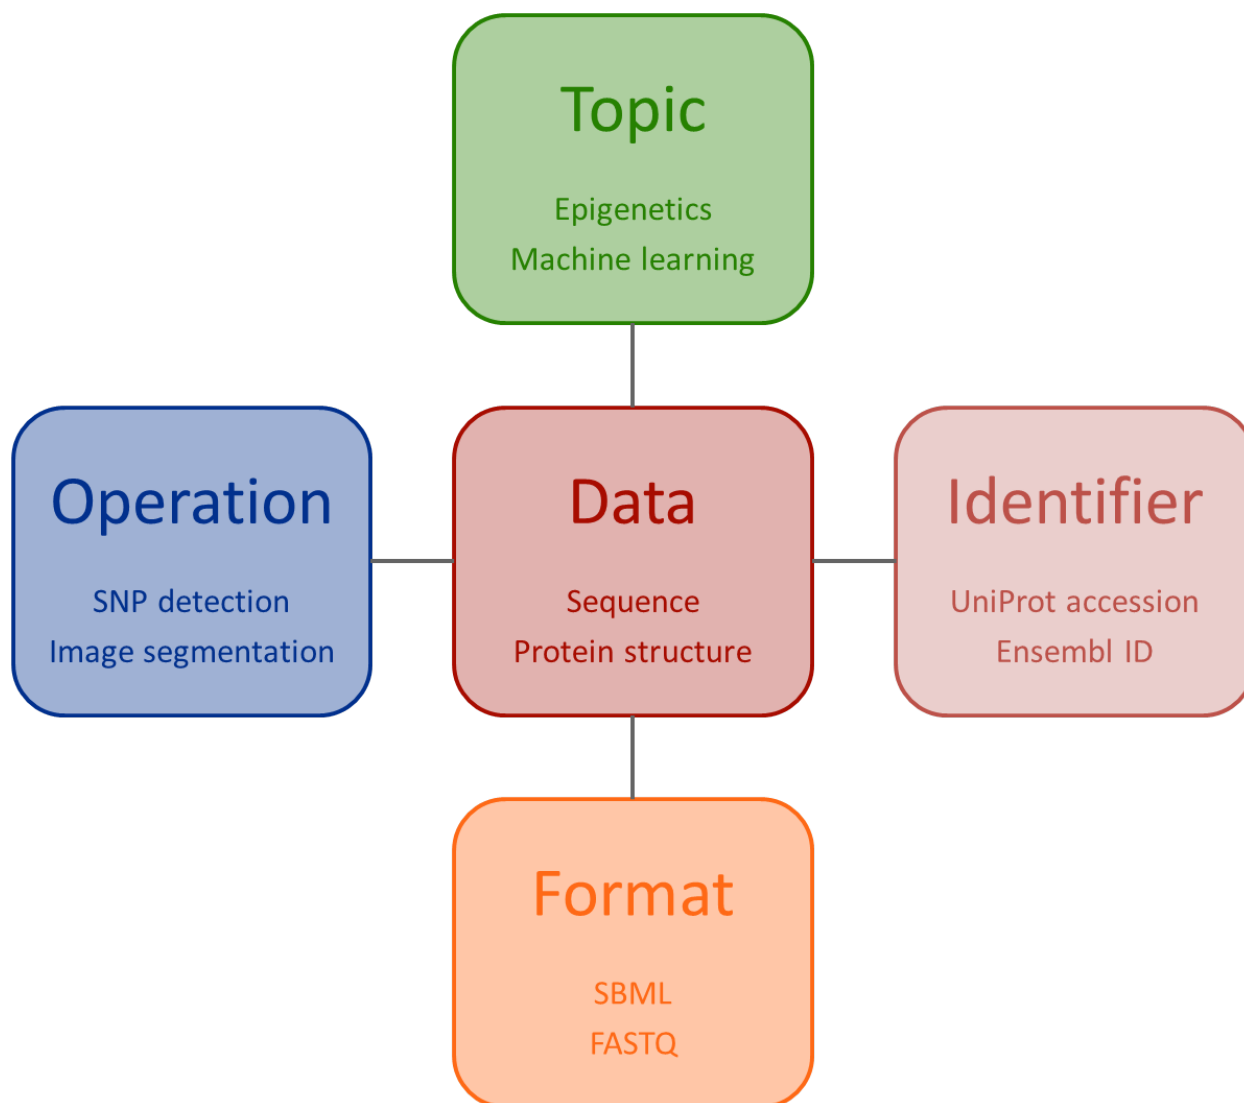 Topic
Epigenetics
Machine learning
Operation
SNP detection
Image segmentation
Data
Sequence
Protein structure
Identifier
UniProt accession
Ensembl ID
Format
SBML
FASTQ